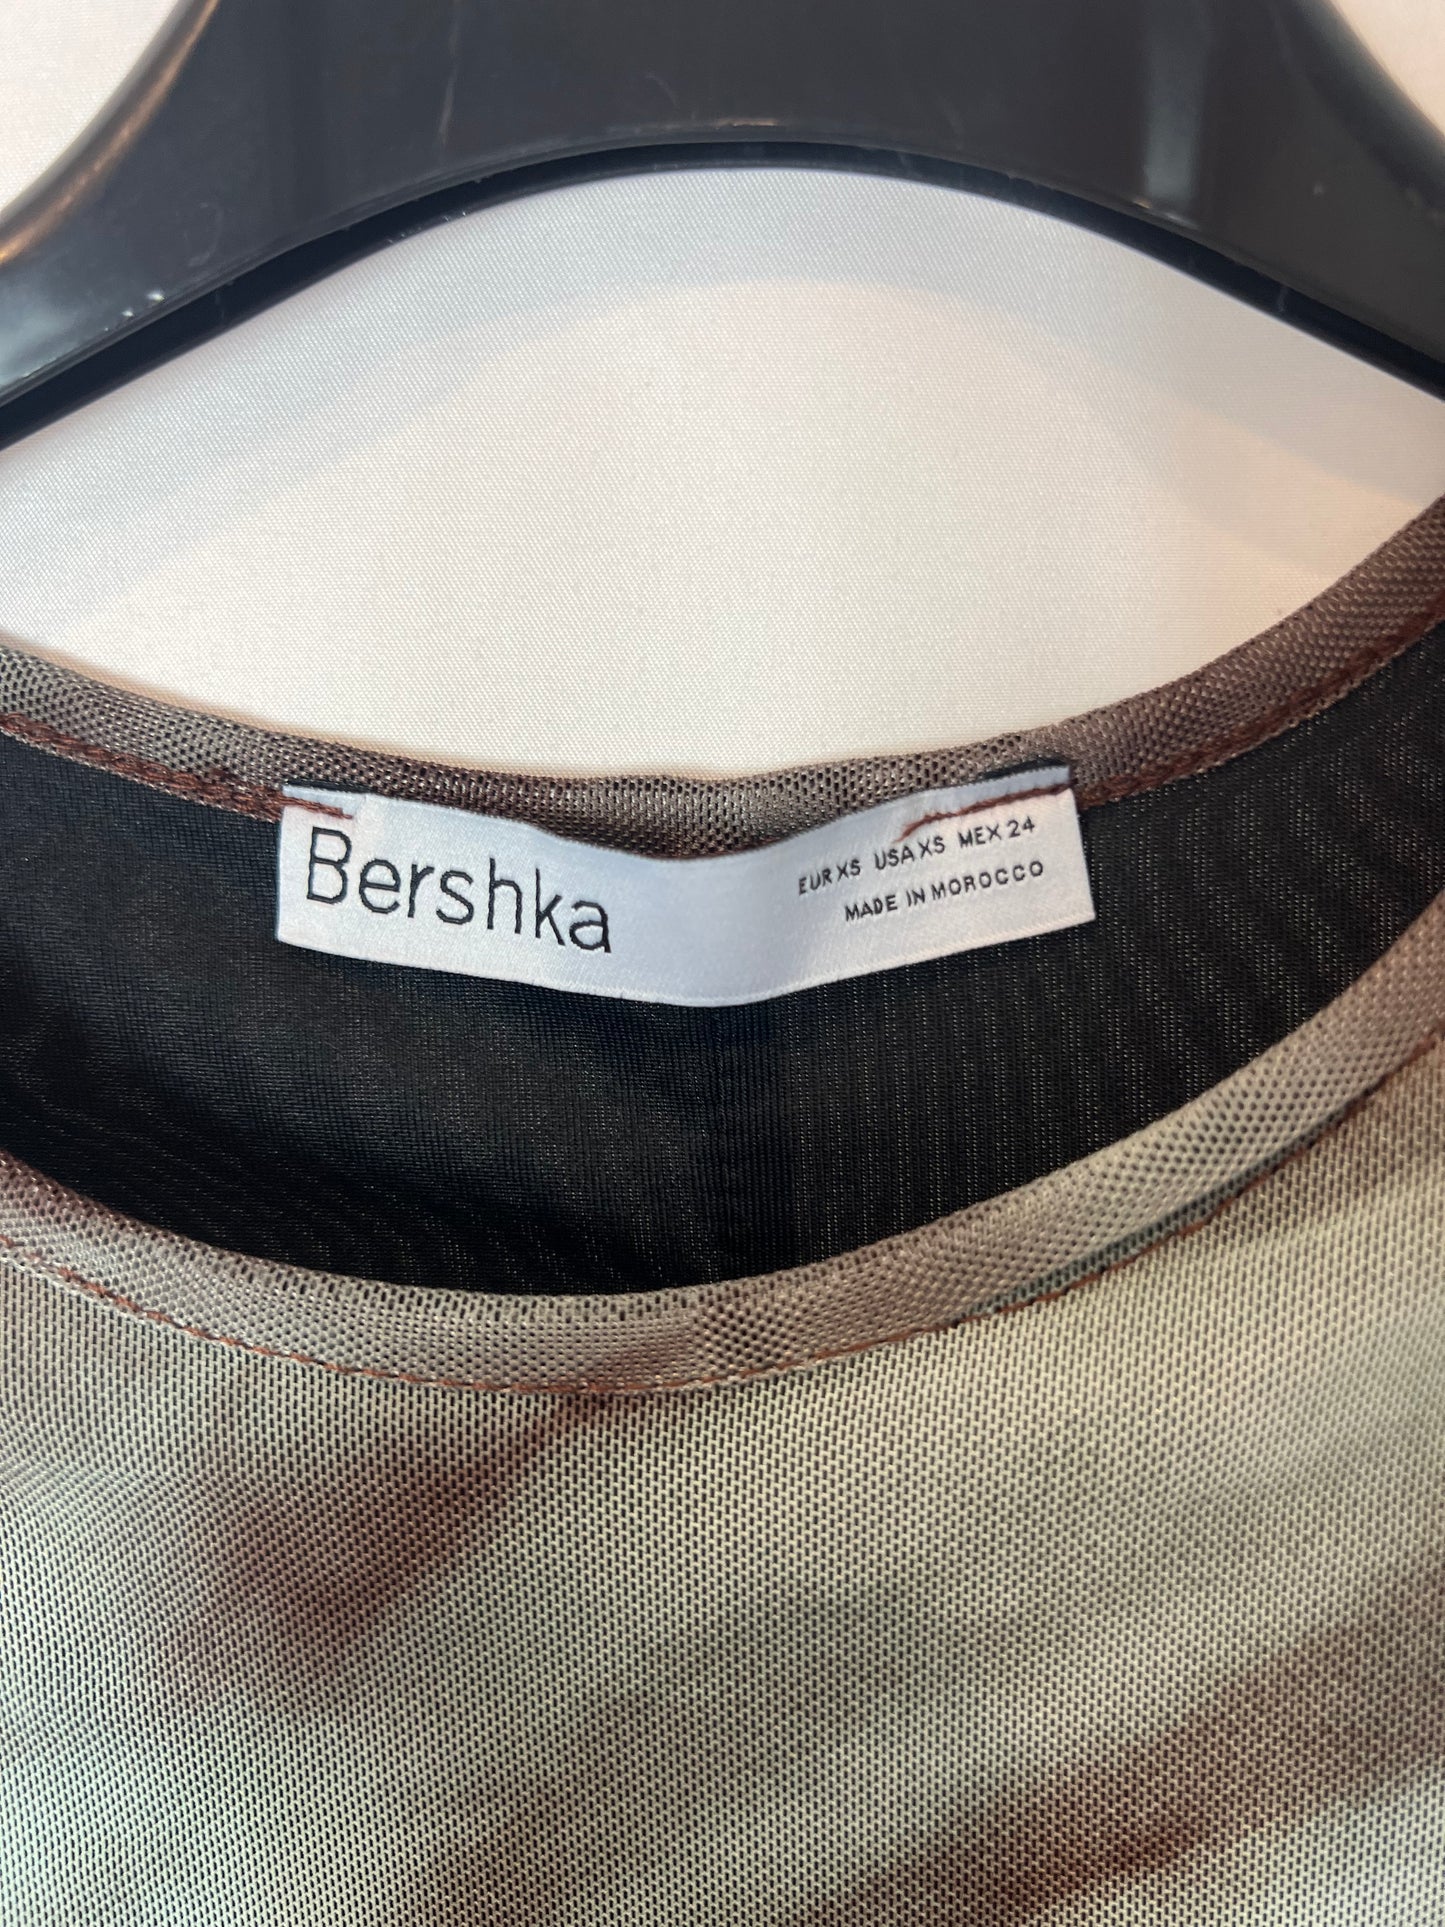 Bershka
EUR XS USA XS MEX 24
MADE IN MOROCCO